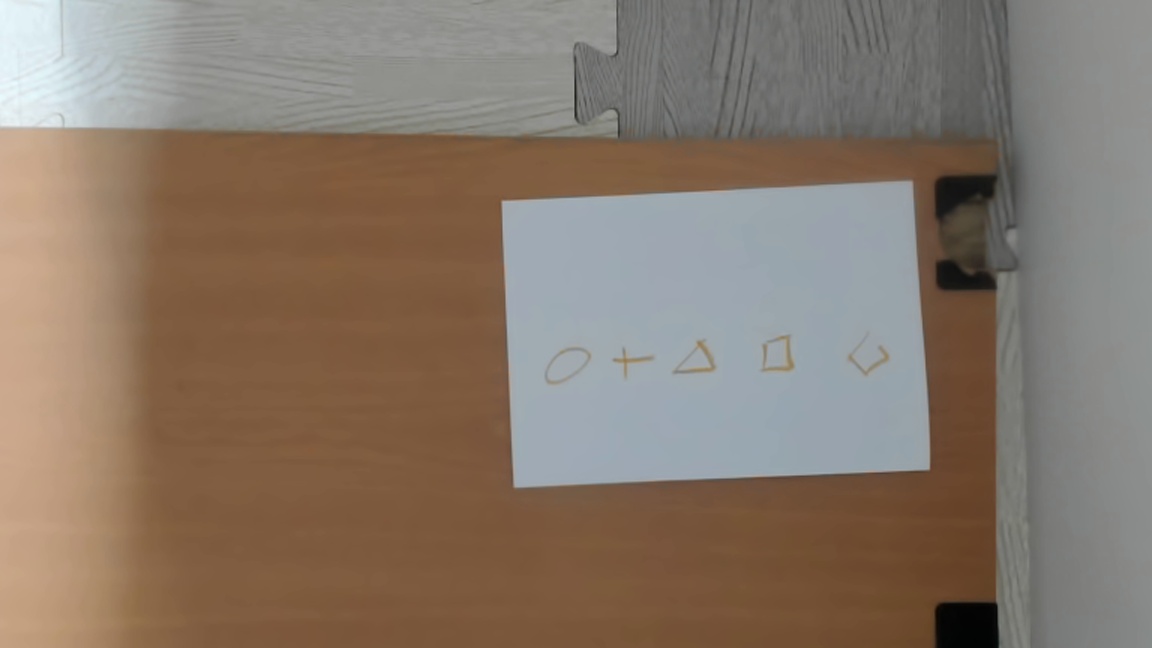 ○ + △ □ ◇